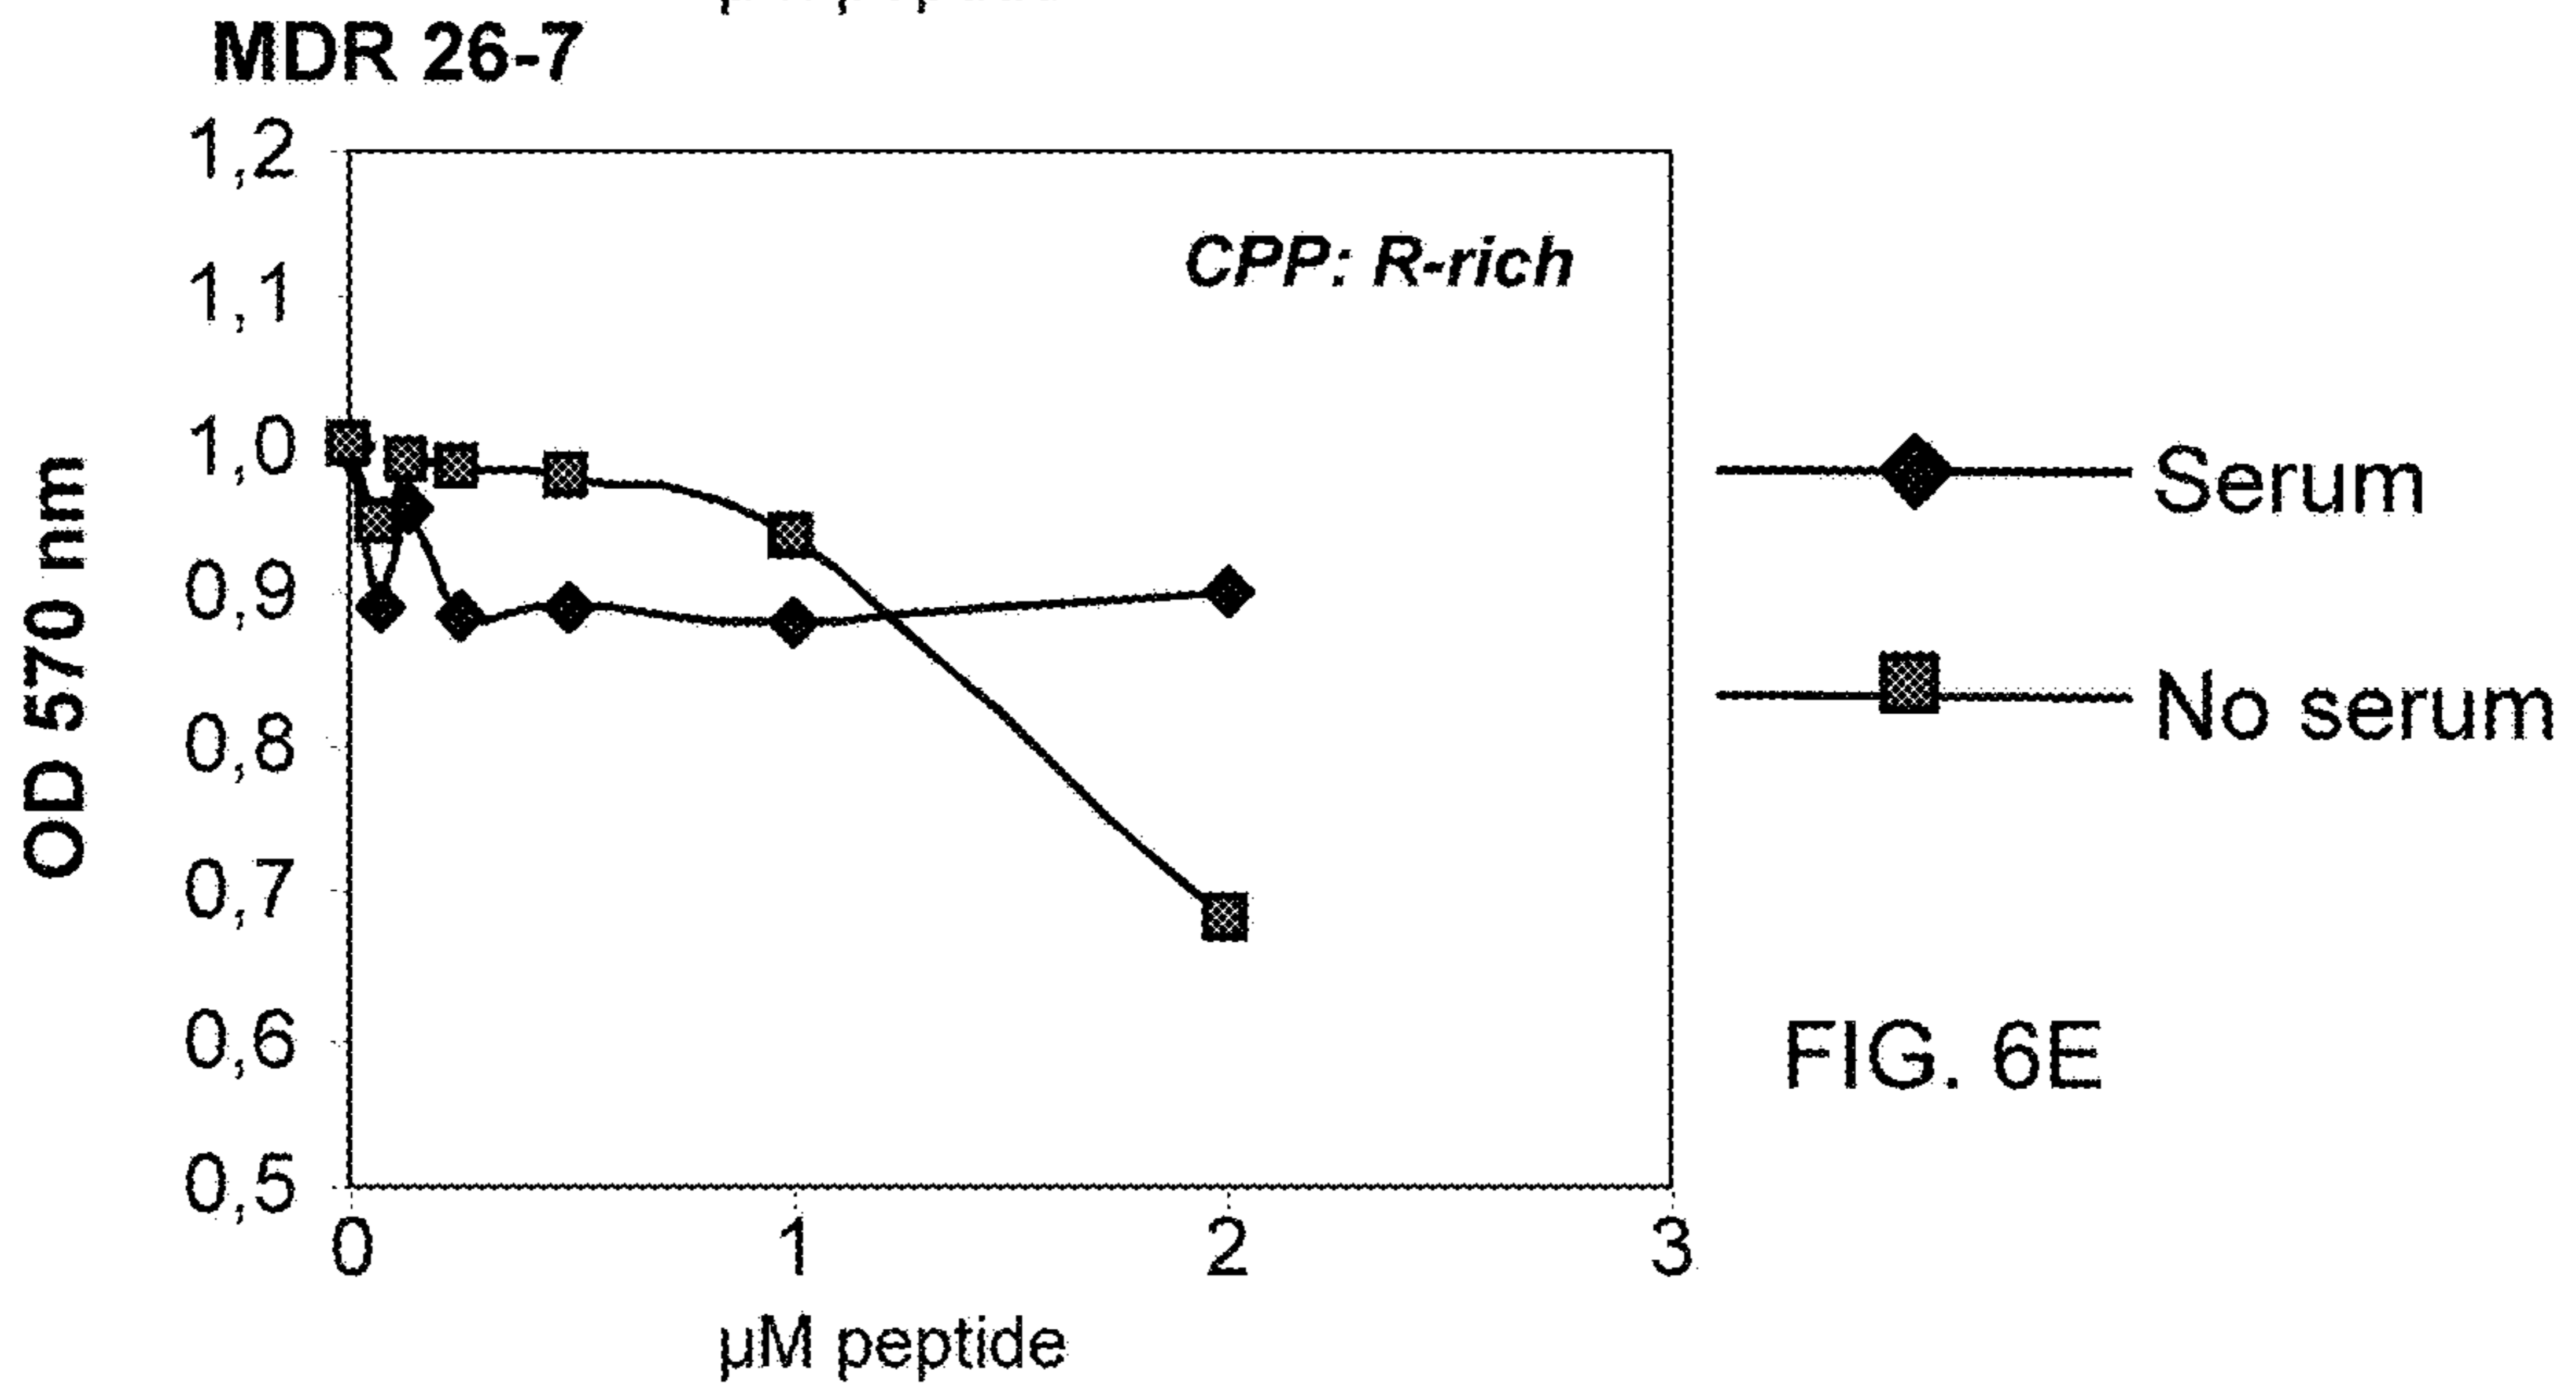 MDR 26-7
1,2
1,1
1,0
0,9
0,8
0,7
0,6
0,5
OD 570 nm
CPP: R-rich
Serum
No serum
FIG. 6E
0 1 2 3
µM peptide